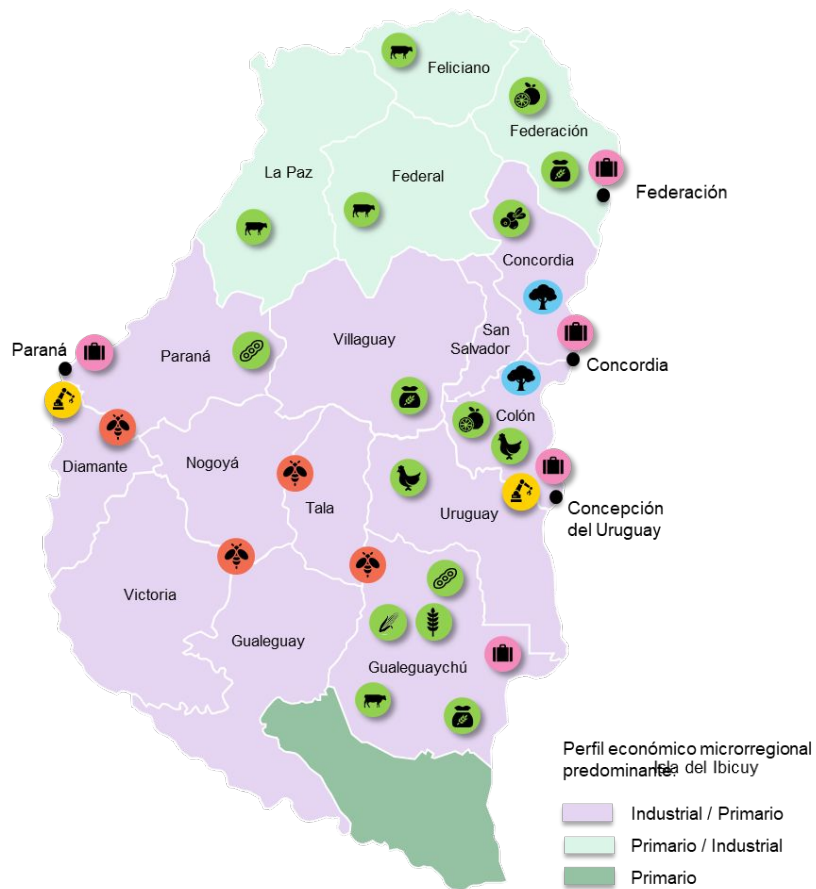 Feliciano
Federación
La Paz
Federal
Federación
Concordia
Villaguay
San
Salvador
Paraná
Paraná
Concordia
Colón
Diamante
Nogoyá
Tala
Uruguay
Concepción
del Uruguay
Victoria
Gualeguay
Gualeguaychú
Perfil económico microrregional
predominante:
Isla del Ibicuy
Industrial / Primario
Primario / Industrial
Primario